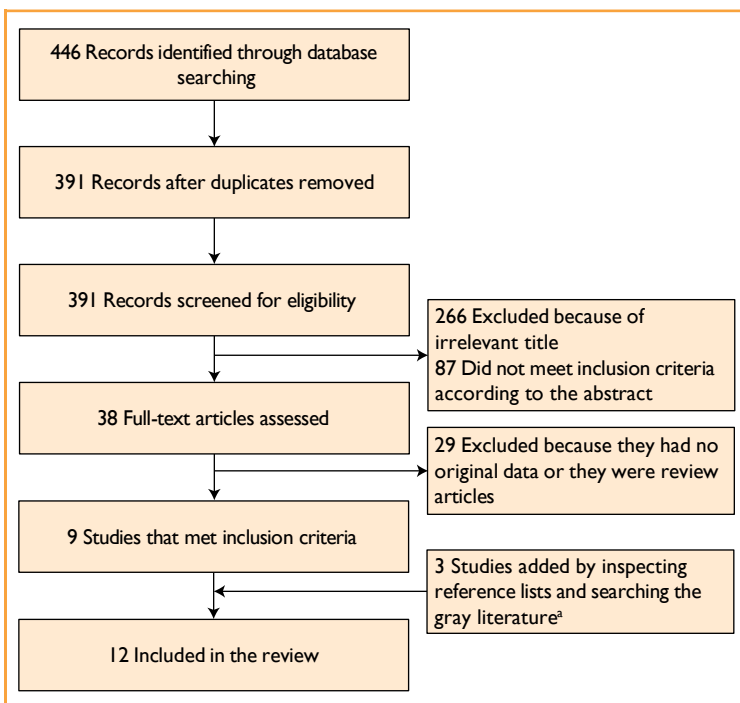 446 Records identified through database
searching
391 Records after duplicates removed
391 Records screened for eligibility
266 Excluded because of
irrelevant title
87 Did not meet inclusion criteria
according to the abstract
38 Full-text articles assessed
29 Excluded because they had no
original data or they were review
articles
9 Studies that met inclusion criteria
3 Studies added by inspecting
reference lists and searching the
gray literatureᵃ
12 Included in the review